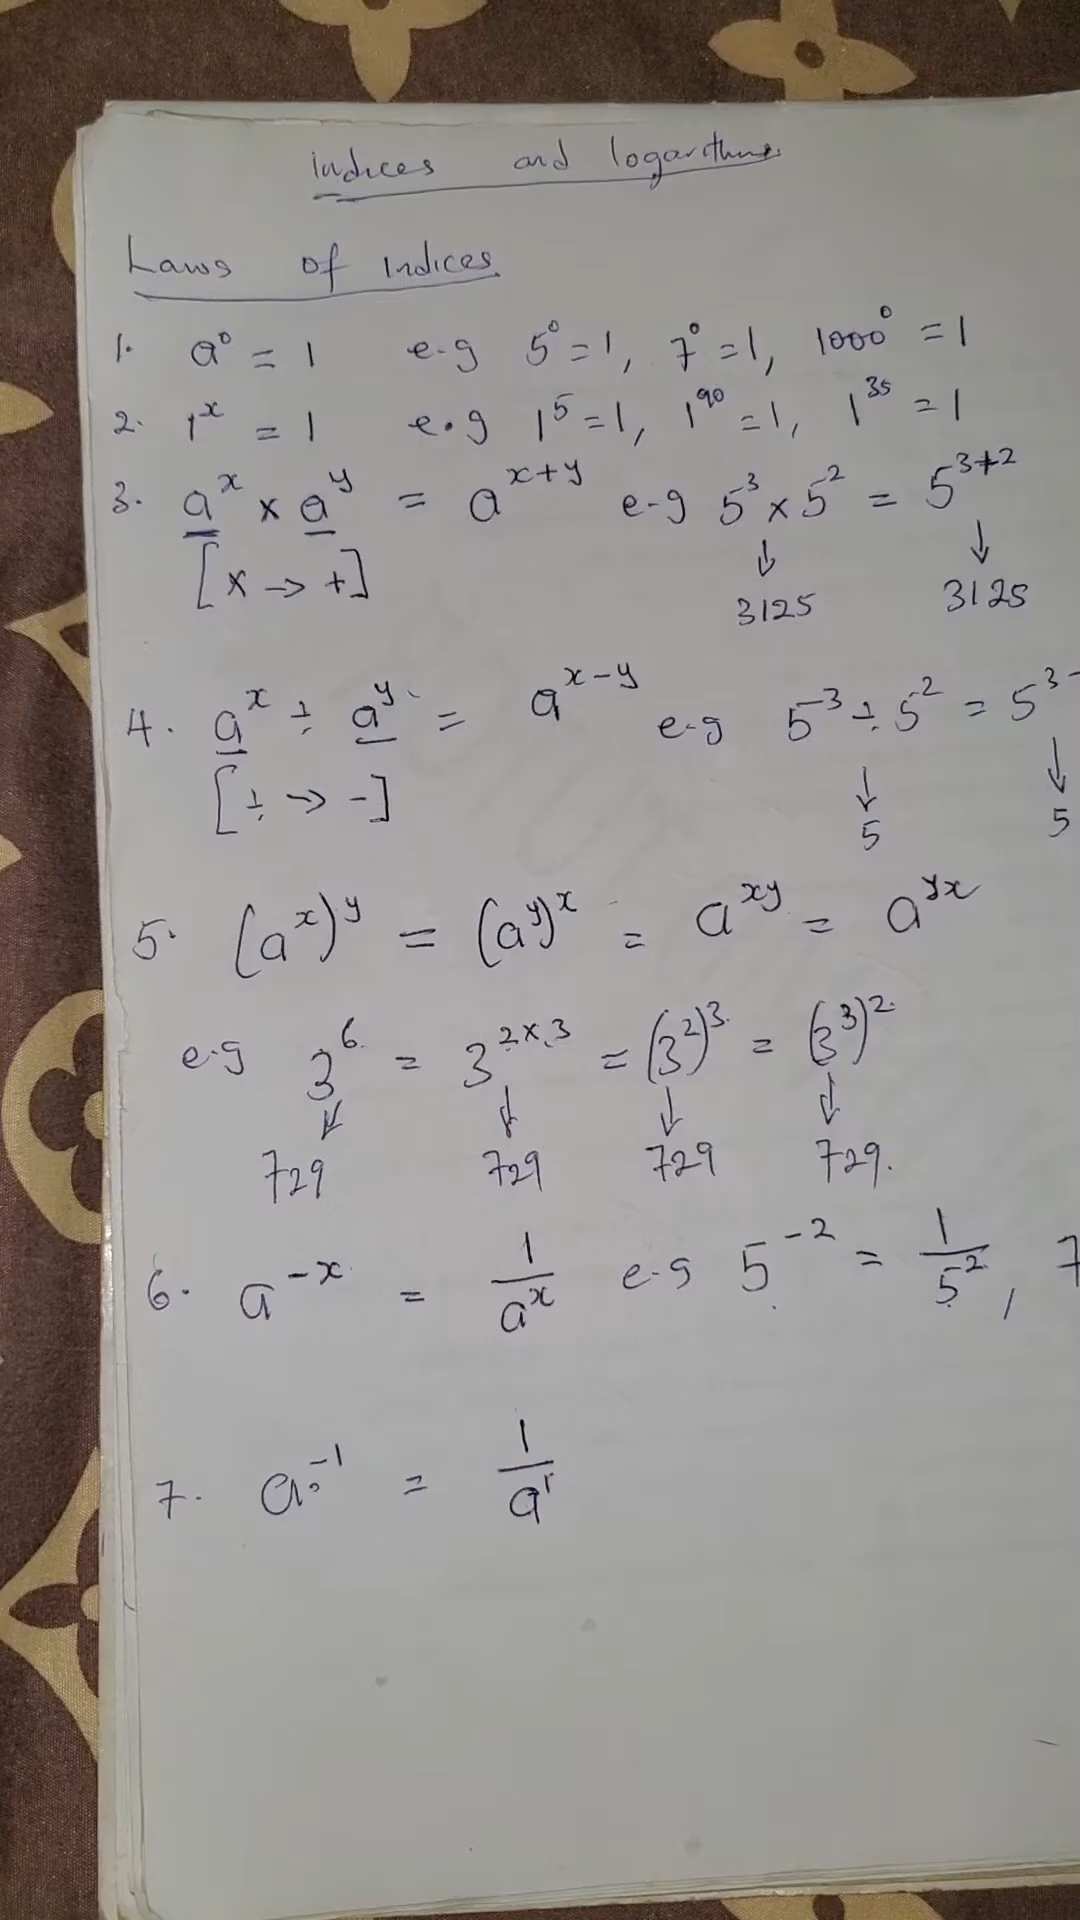 Indices and logarithms
Laws of indices
1. a⁰ = 1 e.g 5⁰ = 1, 7⁰ = 1, 1000⁰ = 1
2. 1ˣ = 1 e.g 1⁵ = 1, 1⁹⁰ = 1, 1³⁵ = 1
3. aˣ × aʸ = aˣ⁺ʸ e-g 5³ × 5² = 5³⁺²
[× → +] ↓ ↓
3125 3125
4. aˣ ÷ aʸ = aˣ⁻ʸ e-g 5³ ÷ 5² = 5³⁻
[÷ → -] ↓ ↓
5 5
5. (aˣ)ʸ = (aʸ)ˣ = aˣʸ = aʸˣ
e.g 3⁶ = 3²ˣ³ = (3²)³ = (3³)²
↓ ↓ ↓ ↓
729 729 729 729.
6. a⁻ˣ = 1/aˣ e.g 5⁻² = 1/5², 7
7. a⁻¹ = 1/a¹